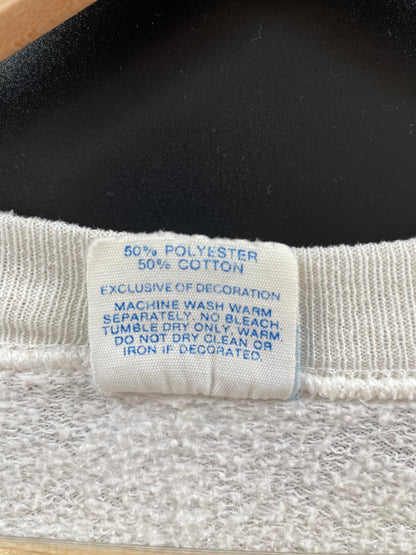 50% POLYESTER
50% COTTON
EXCLUSIVE OF DECORATION
MACHINE WASH WARM
SEPARATELY. NO BLEACH.
TUMBLE DRY ONLY, WARM.
DO NOT DRY CLEAN OR
IRON IF DECORATED.